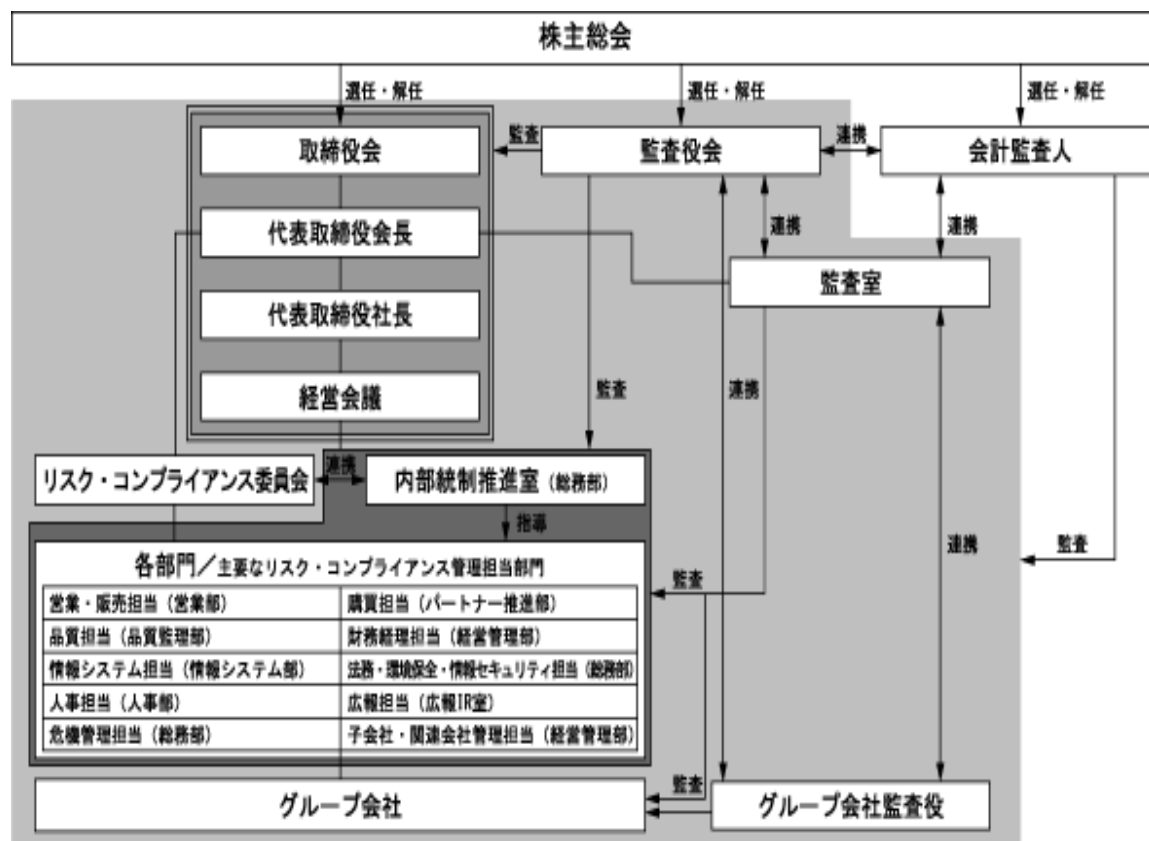 株主総会
選任・解任
選任・解任
選任・解任
取締役会
監査
監査役会
連携
会計監査人
代表取締役会長
連携
連携
監査室
代表取締役社長
経営会議
監査
連携
リスク・コンプライアンス委員会
連携
内部統制推進室（総務部）
指導
連携
監査
各部門／主要なリスク・コンプライアンス管理担当部門
監査
営業・販売担当（営業部）
購買担当（パートナー推進部）
品質担当（品質監理部）
財務経理担当（経営管理部）
情報システム担当（情報システム部）
法務・環境保全・情報セキュリティ担当（総務部）
人事担当（人事部）
広報担当（広報IR室）
危機管理担当（総務部）
子会社・関連会社管理担当（経営管理部）
監査
グループ会社
グループ会社監査役